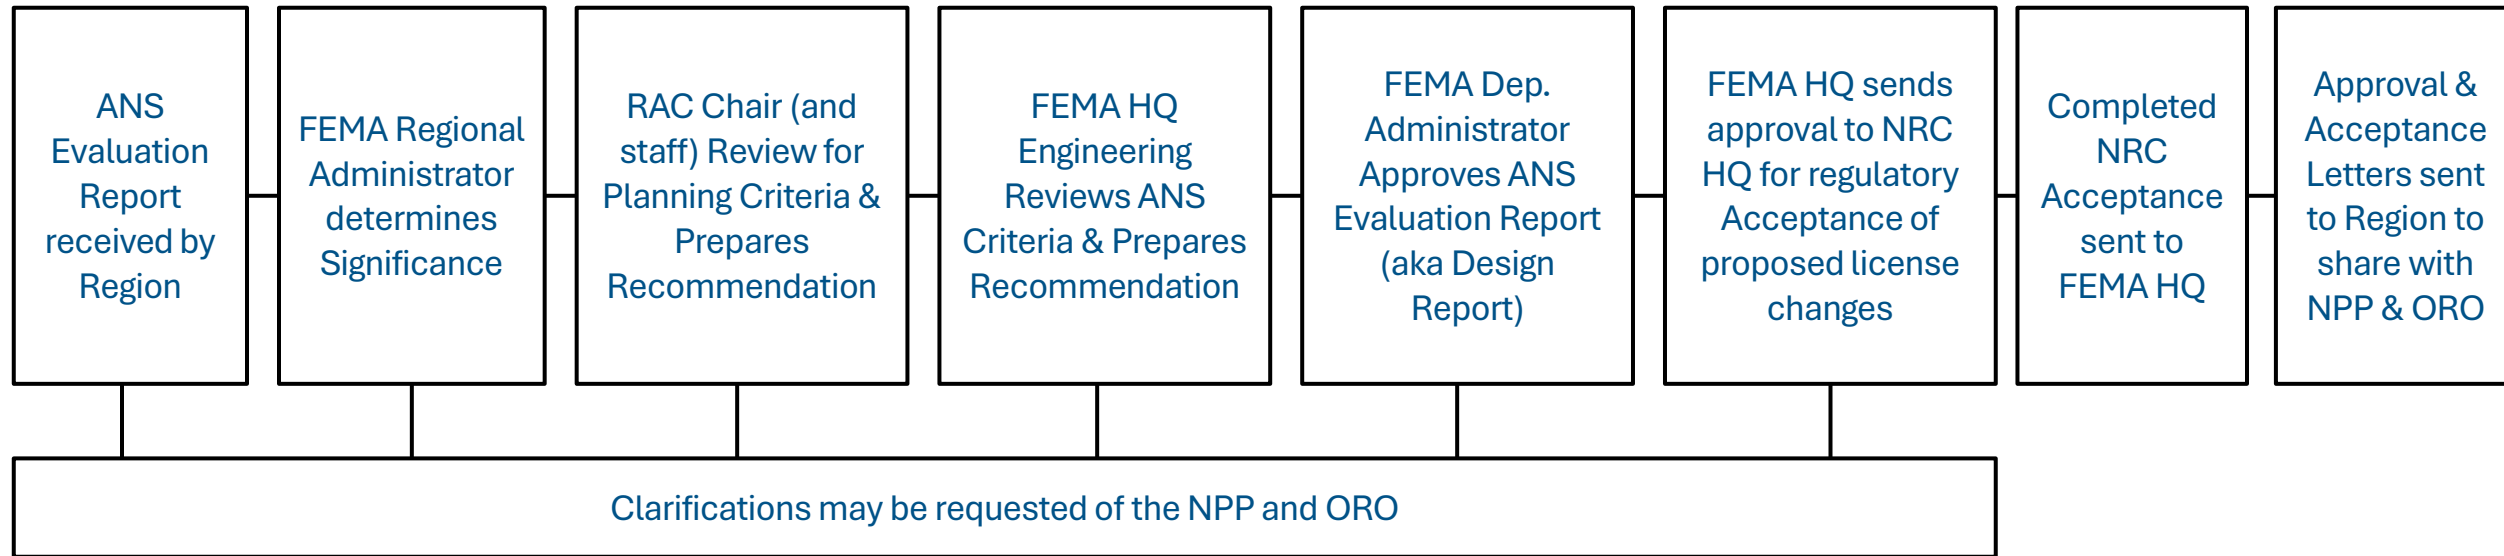 ANS
Evaluation
Report
received by
Region
FEMA Regional
Administrator
determines
Significance
RAC Chair (and
staff) Review for
Planning Criteria &
Prepares
Recommendation
FEMA HQ
Engineering
Reviews ANS
Criteria & Prepares
Recommendation
FEMA Dep.
Administrator
Approves ANS
Evaluation Report
(aka Design
Report)
FEMA HQ sends
approval to NRC
HQ for regulatory
Acceptance of
proposed license
changes
Completed
NRC
Acceptance
sent to
FEMA HQ
Approval &
Acceptance
Letters sent
to Region to
share with
NPP & ORO
Clarifications may be requested of the NPP and ORO